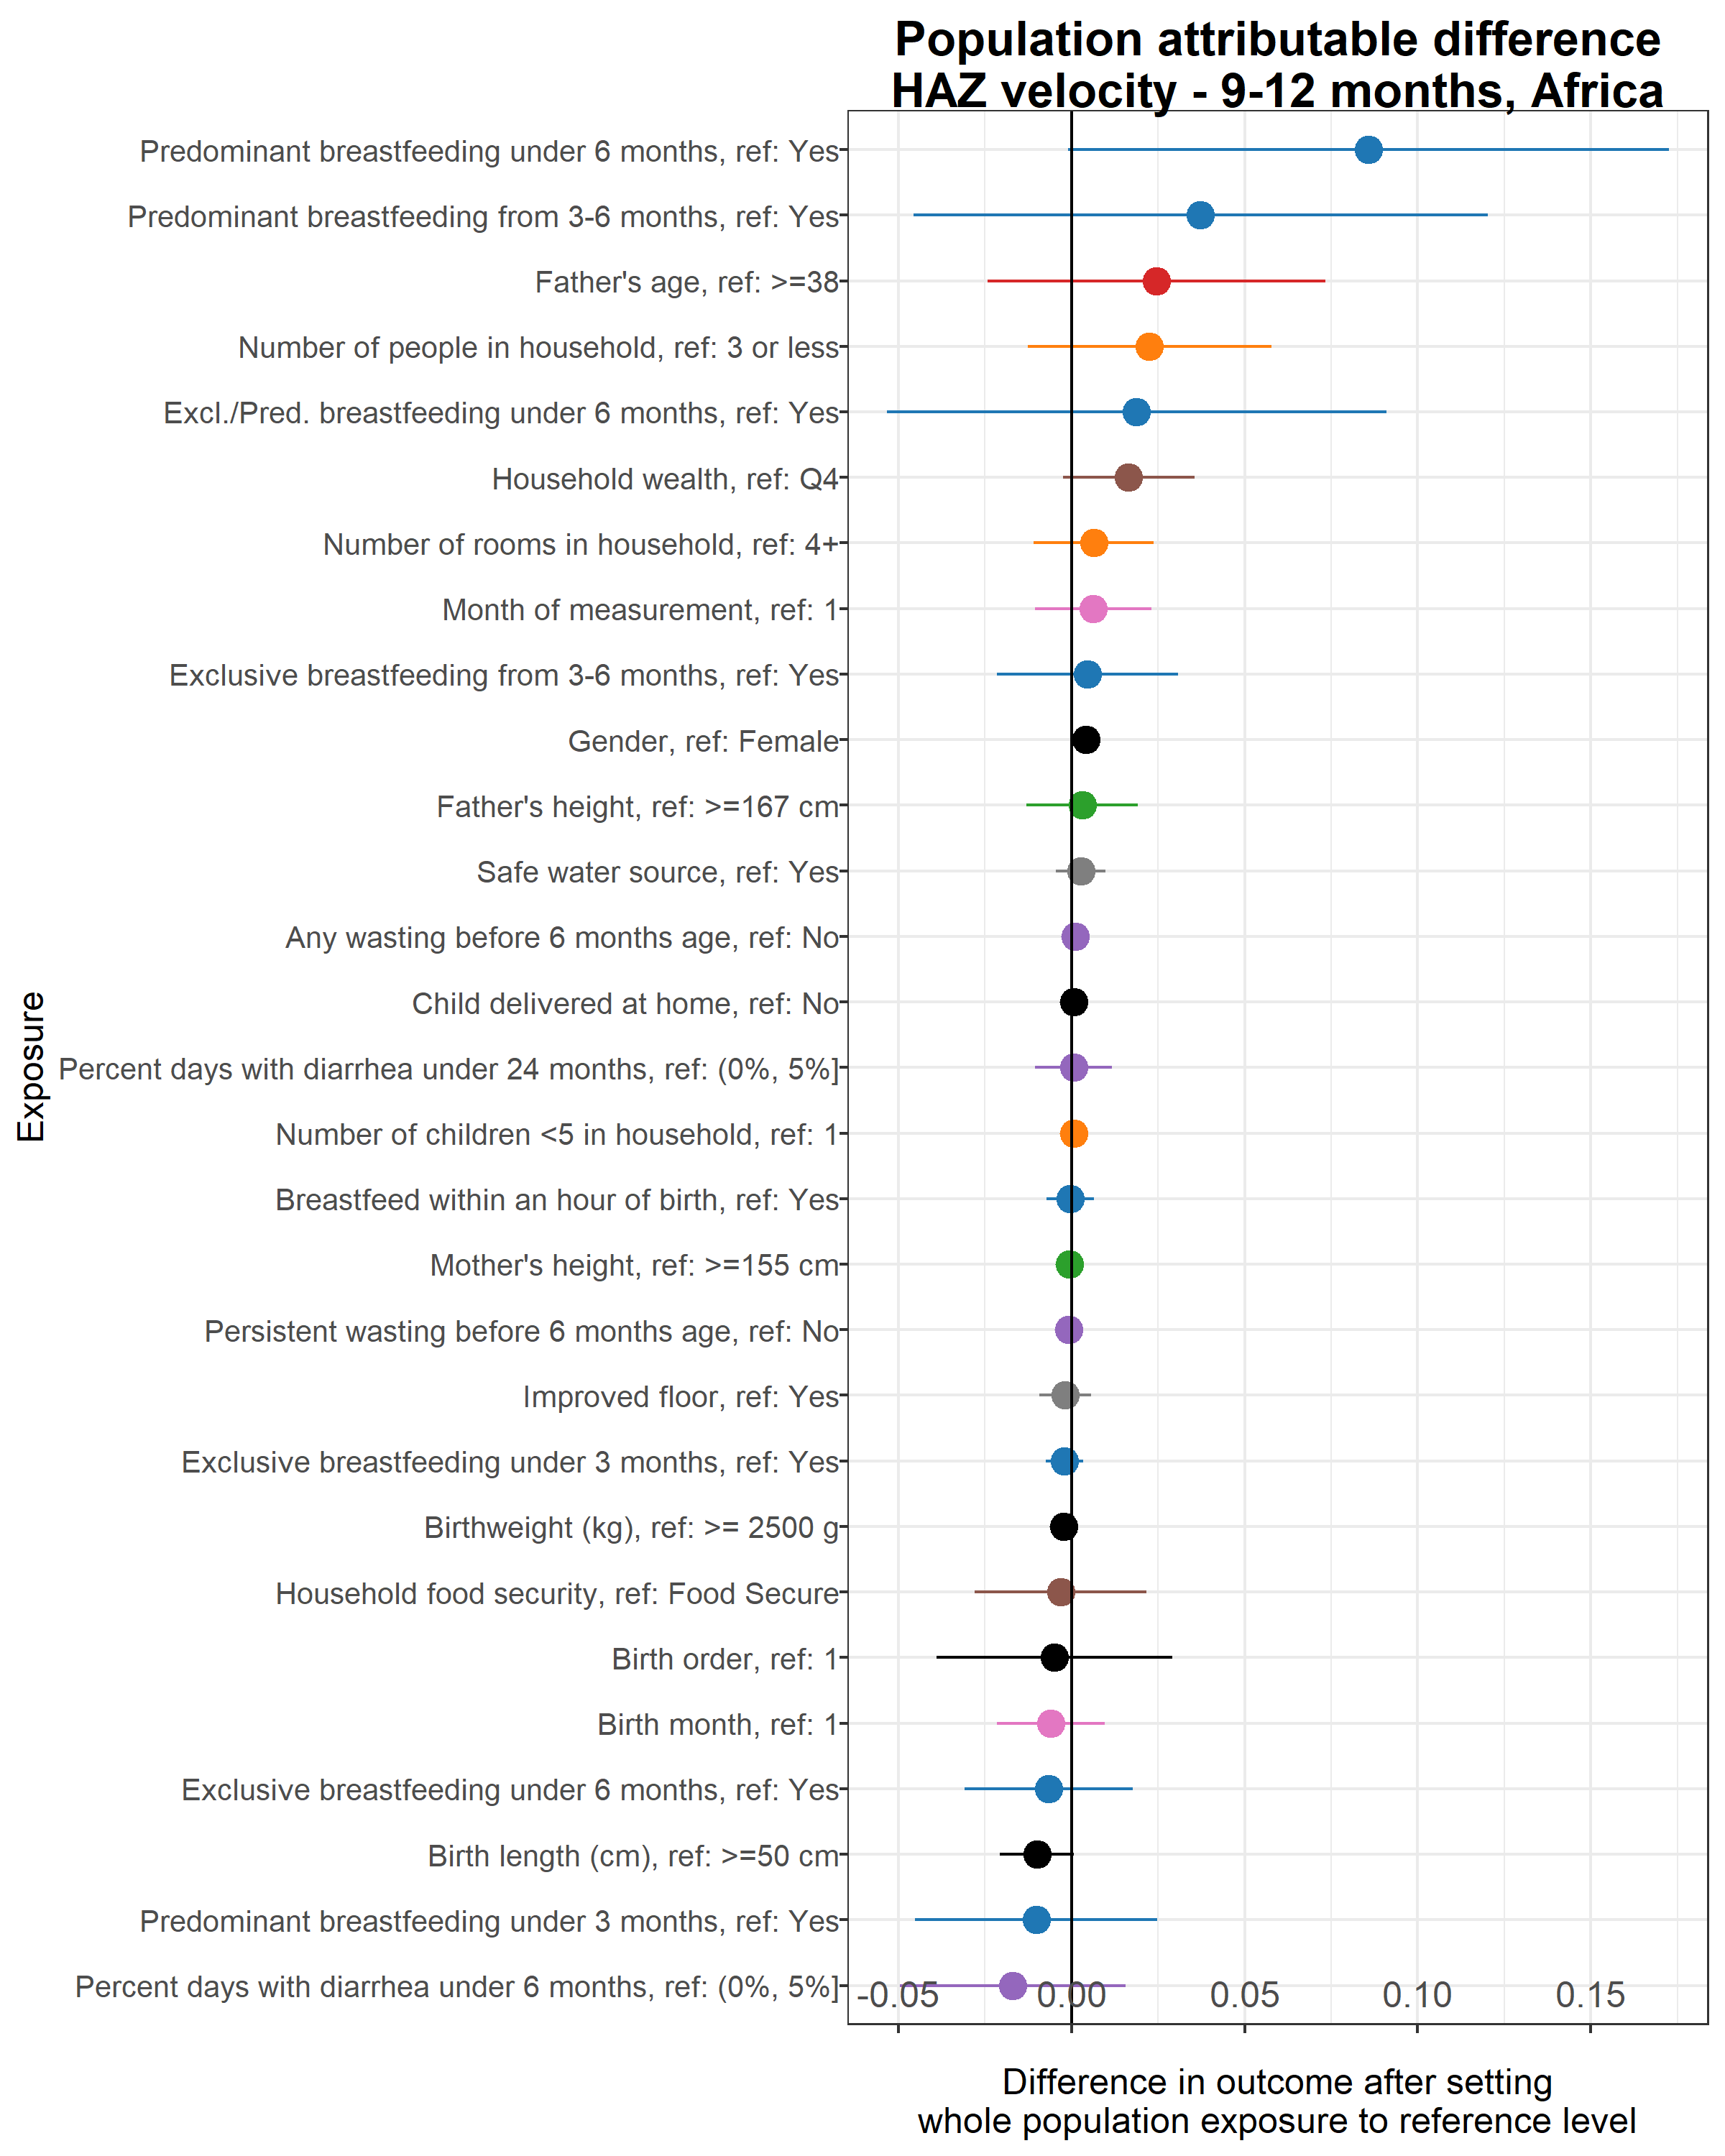 Population attributable difference
HAZ velocity - 9-12 months, Africa
Predominant breastfeeding under 6 months, ref: Yes
Predominant breastfeeding from 3-6 months, ref: Yes
Father's age, ref: >=38
Number of people in household, ref: 3 or less
Excl./Pred. breastfeeding under 6 months, ref: Yes
Household wealth, ref: Q4
Number of rooms in household, ref: 4+
Month of measurement, ref: 1
Exclusive breastfeeding from 3-6 months, ref: Yes
Gender, ref: Female
Father's height, ref: >=167 cm
Safe water source, ref: Yes
Any wasting before 6 months age, ref: No
Child delivered at home, ref: No
Percent days with diarrhea under 24 months, ref: (0%, 5%]
Number of children <5 in household, ref: 1
Breastfeed within an hour of birth, ref: Yes
Mother's height, ref: >=155 cm
Persistent wasting before 6 months age, ref: No
Improved floor, ref: Yes
Exclusive breastfeeding under 3 months, ref: Yes
Birthweight (kg), ref: >= 2500 g
Household food security, ref: Food Secure
Birth order, ref: 1
Birth month, ref: 1
Exclusive breastfeeding under 6 months, ref: Yes
Birth length (cm), ref: >=50 cm
Predominant breastfeeding under 3 months, ref: Yes
Percent days with diarrhea under 6 months, ref: (0%, 5%]
Exposure
-0.05 0.00 0.05 0.10 0.15
Difference in outcome after setting
whole population exposure to reference level